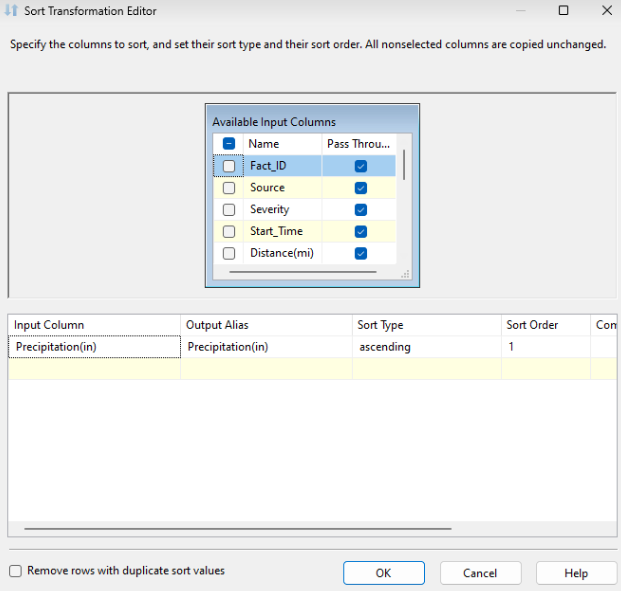 Sort Transformation Editor
Specify the columns to sort, and set their sort type and their sort order. All nonselected columns are copied unchanged.
Available Input Columns
Name Pass Throu...
Fact_ID
Source
Severity
Start_Time
Distance(mi)
Input Column Output Alias Sort Type Sort Order Com
Precipitation(in) Precipitation(in) ascending 1
Remove rows with duplicate sort values
OK Cancel Help